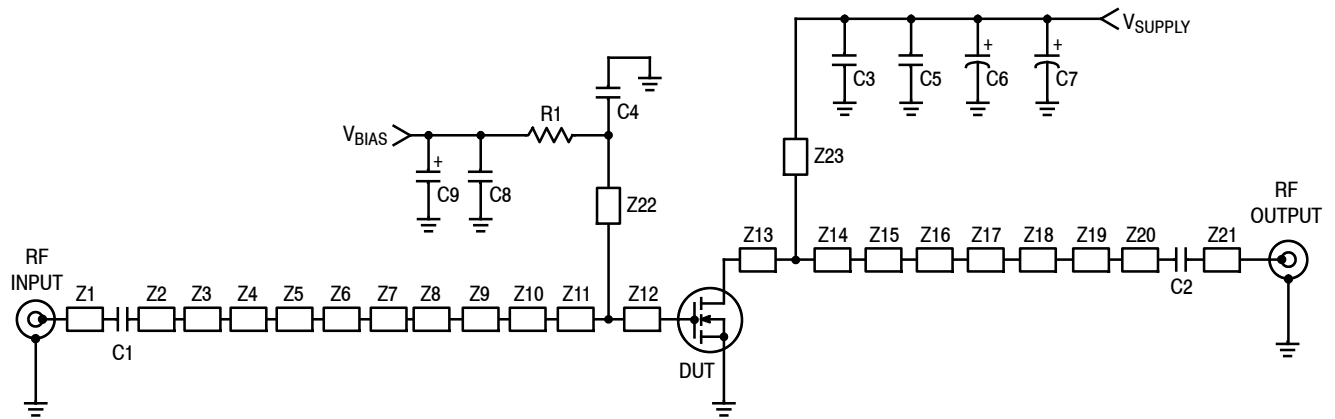 VSUPPLY
C3
C5
+
C6
+
C7
C4
R1
VBIAS
+
C9
C8
Z22
Z23
RF
INPUT
Z1
C1
Z2
Z3
Z4
Z5
Z6
Z7
Z8
Z9
Z10
Z11
Z12
DUT
Z13
Z14
Z15
Z16
Z17
Z18
Z19
Z20
C2
Z21
RF
OUTPUT